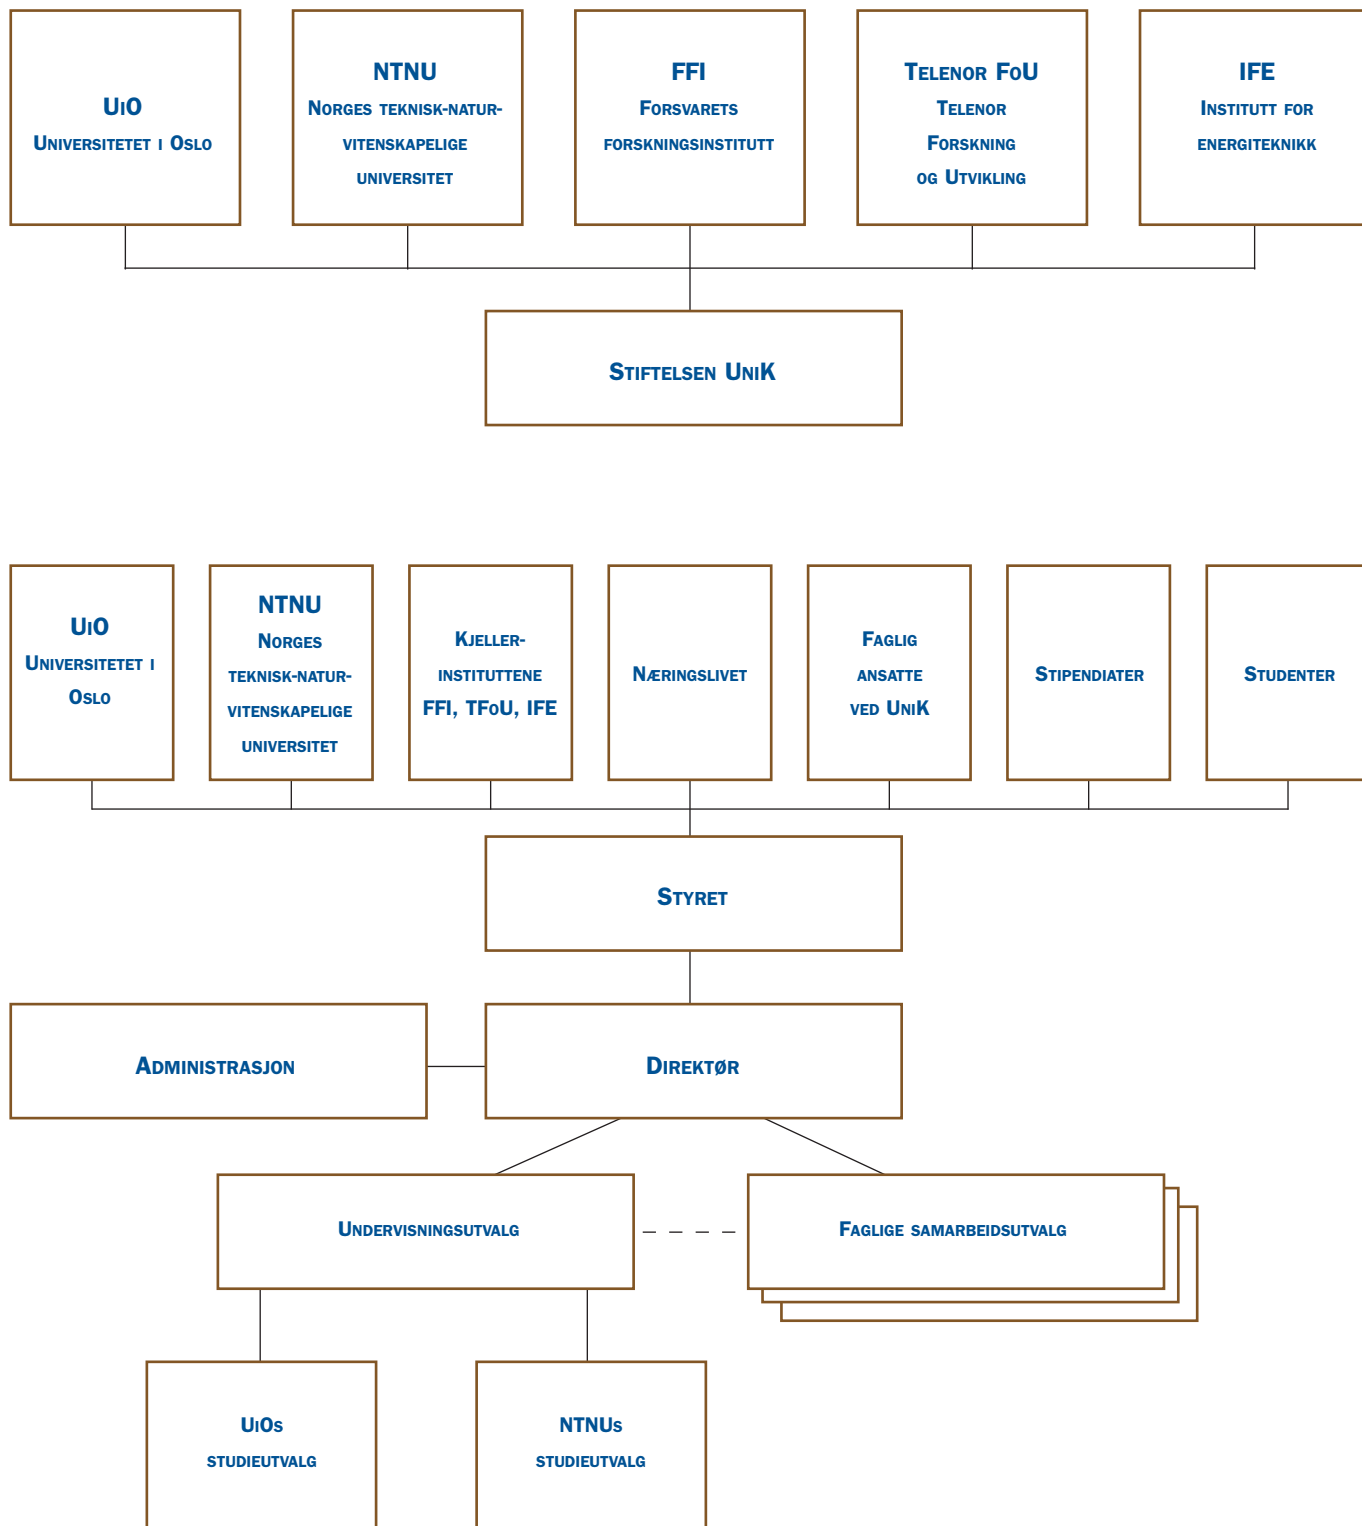 UiO
Universitetet i Oslo
NTNU
Norges teknisk-natur-
vitenskapelige
universitet
FFI
Forsvarets
forskningsinstitutt
Telenor FoU
Telenor
Forskning
og Utvikling
IFE
Institutt for
energiteknikk
Stiftelsen UniK
UiO
Universitetet i
Oslo
NTNU
Norges
teknisk-natur-
vitenskapelige
universitet
Kjeller-
instituttene
FFI, TFoU, IFE
Næringslivet
Faglig
ansatte
ved UniK
Stipendiater
Studenter
Styret
Administrasjon
Direktør
Undervisningsutvalg
Faglige samarbeidsutvalg
UiOs
studieutvalg
NTNUs
studieutvalg